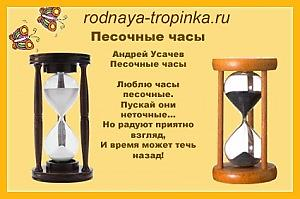 rodnaya-tropinka.ru
Песочные часы
Андрей Усачев
Песочные часы
Люблю часы
песочные.
Пускай они
неточные...
Но радуют приятно
взгляд,
И время может течь
назад!